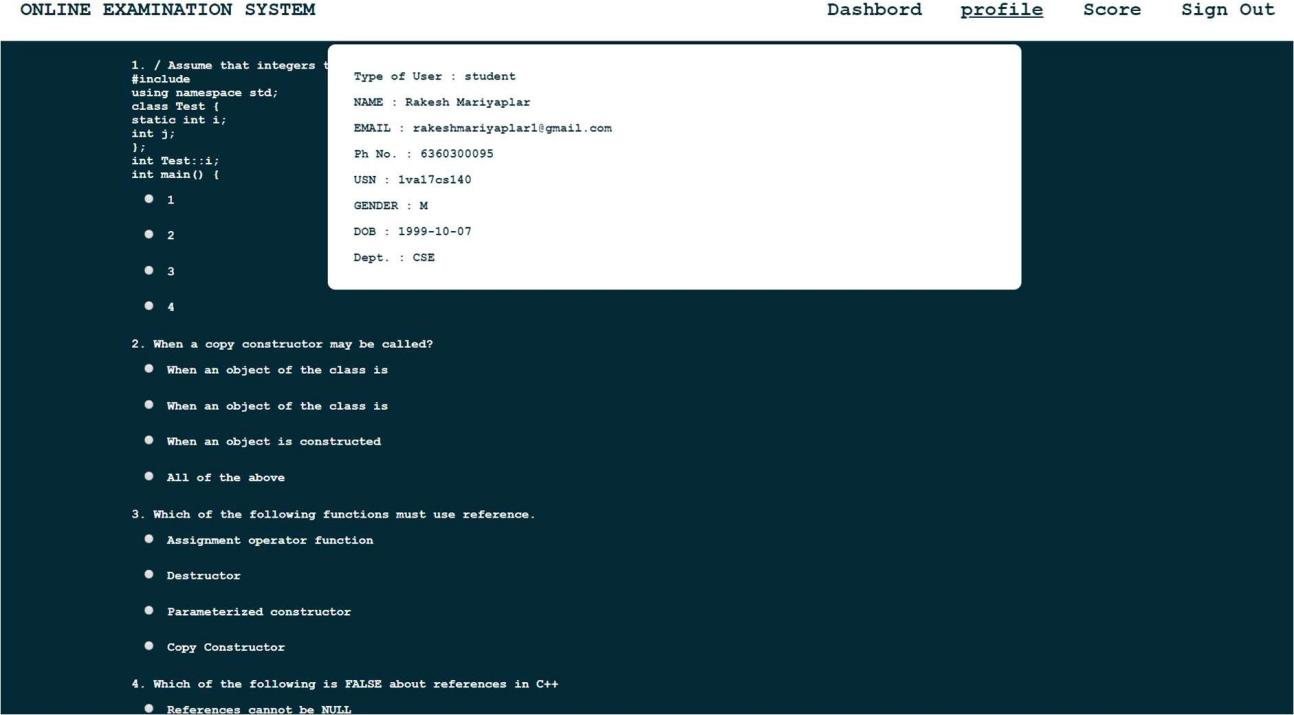 ONLINE EXAMINATION SYSTEM
Dashbord profile Score Sign Out
1. / Assume that integers t
#include
using namespace std;
class Test {
static int i;
int j;
};
int Test::i;
int main() {
1
2
3
4
Type of User : student
NAME : Rakesh Mariyaplar
EMAIL : rakeshmariyaplar1@gmail.com
Ph No. : 6360300095
USN : 1va17cs140
GENDER : M
DOB : 1999-10-07
Dept. : CSE
2. When a copy constructor may be called?
When an object of the class is
When an object of the class is
When an object is constructed
All of the above
3. Which of the following functions must use reference.
Assignment operator function
Destructor
Parameterized constructor
Copy Constructor
4. Which of the following is FALSE about references in C++
References cannot be NULL